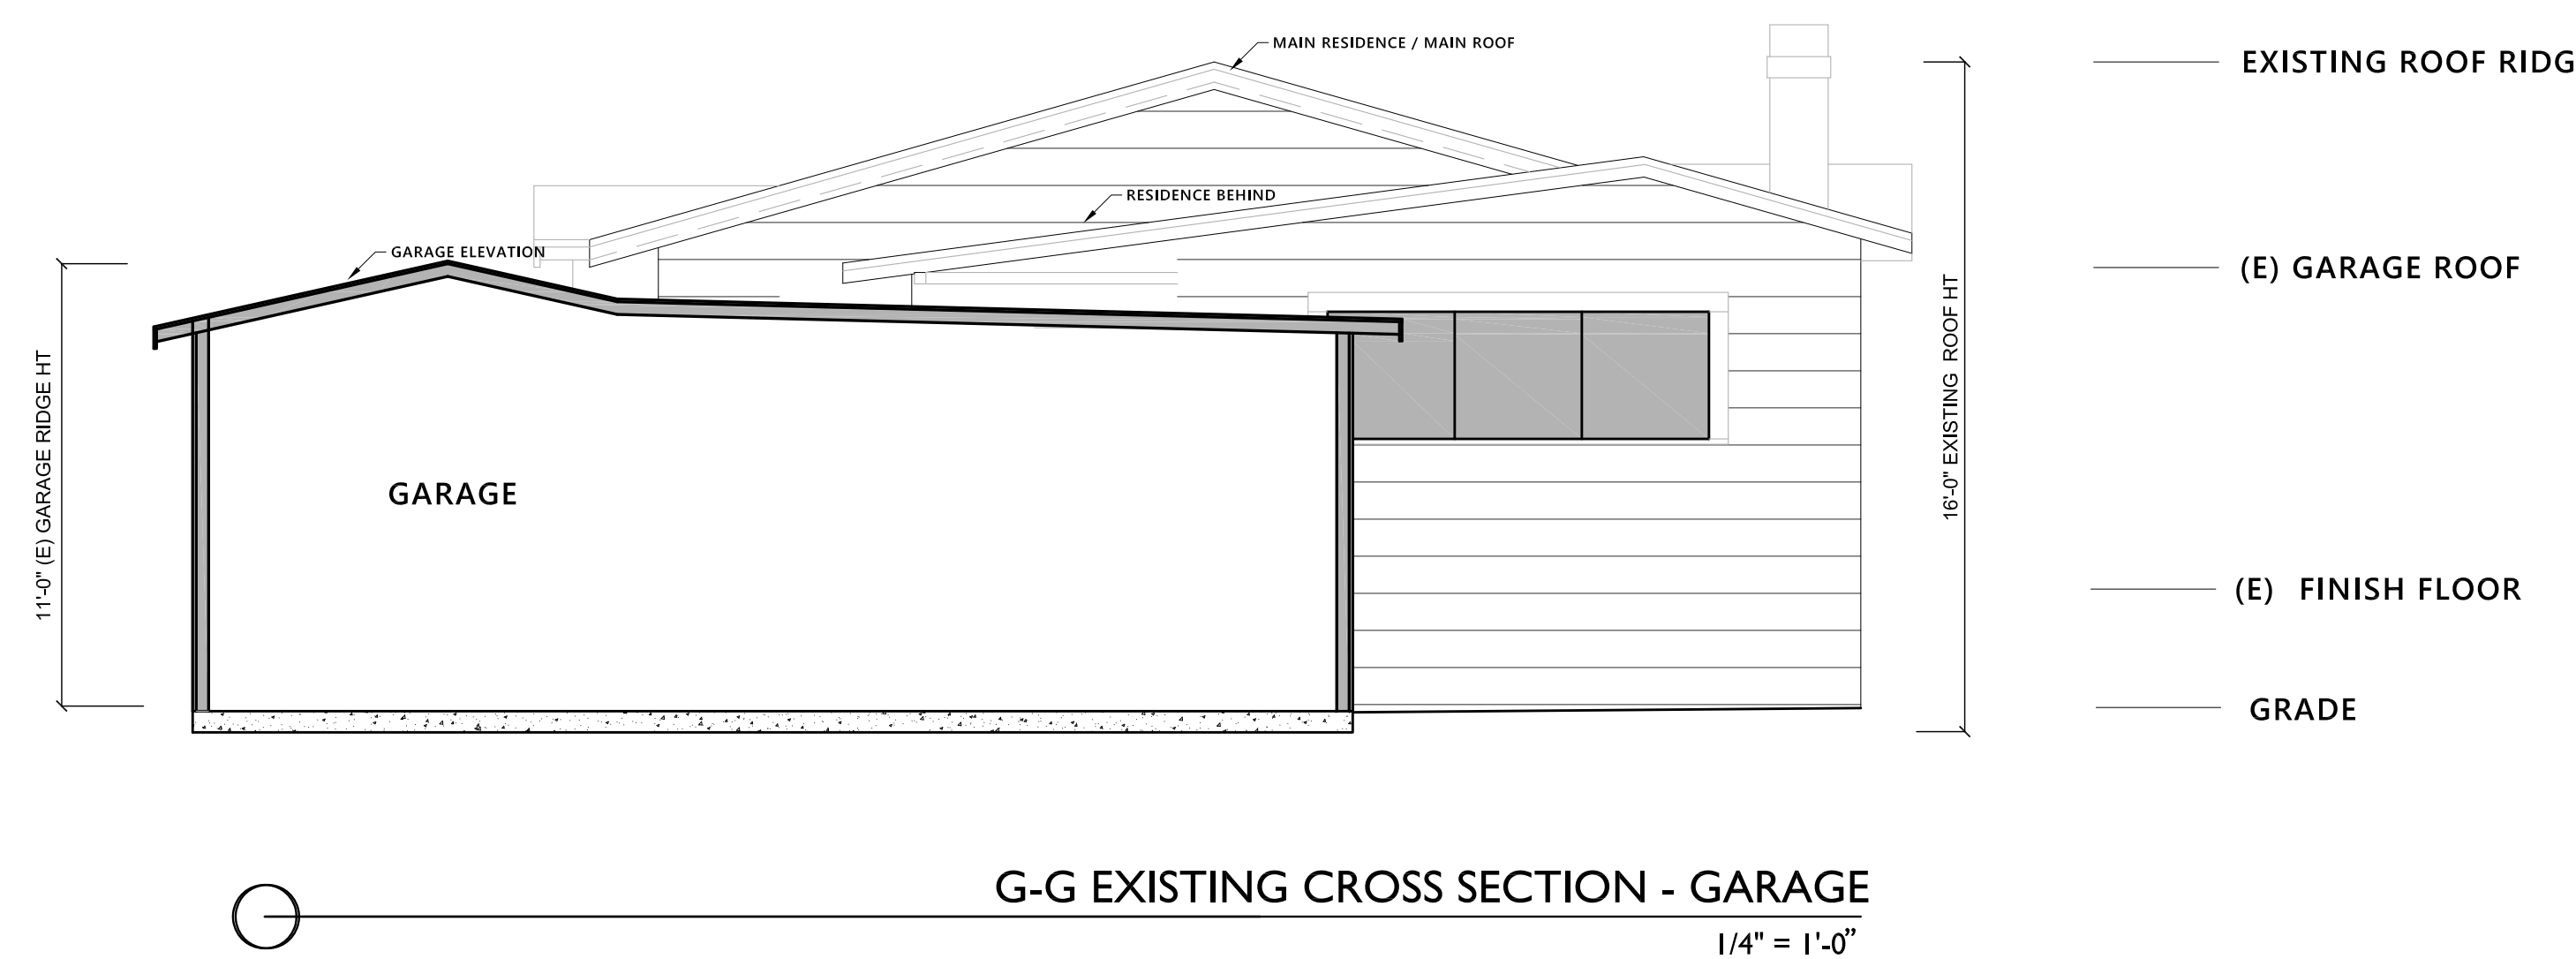 MAIN RESIDENCE / MAIN ROOF
EXISTING ROOF RIDG
RESIDENCE BEHIND
GARAGE ELEVATION
(E) GARAGE ROOF
11'-0" (E) GARAGE RIDGE HT
16'-0" EXISTING ROOF HT
GARAGE
(E) FINISH FLOOR
GRADE
G-G EXISTING CROSS SECTION - GARAGE
1/4" = 1'-0”